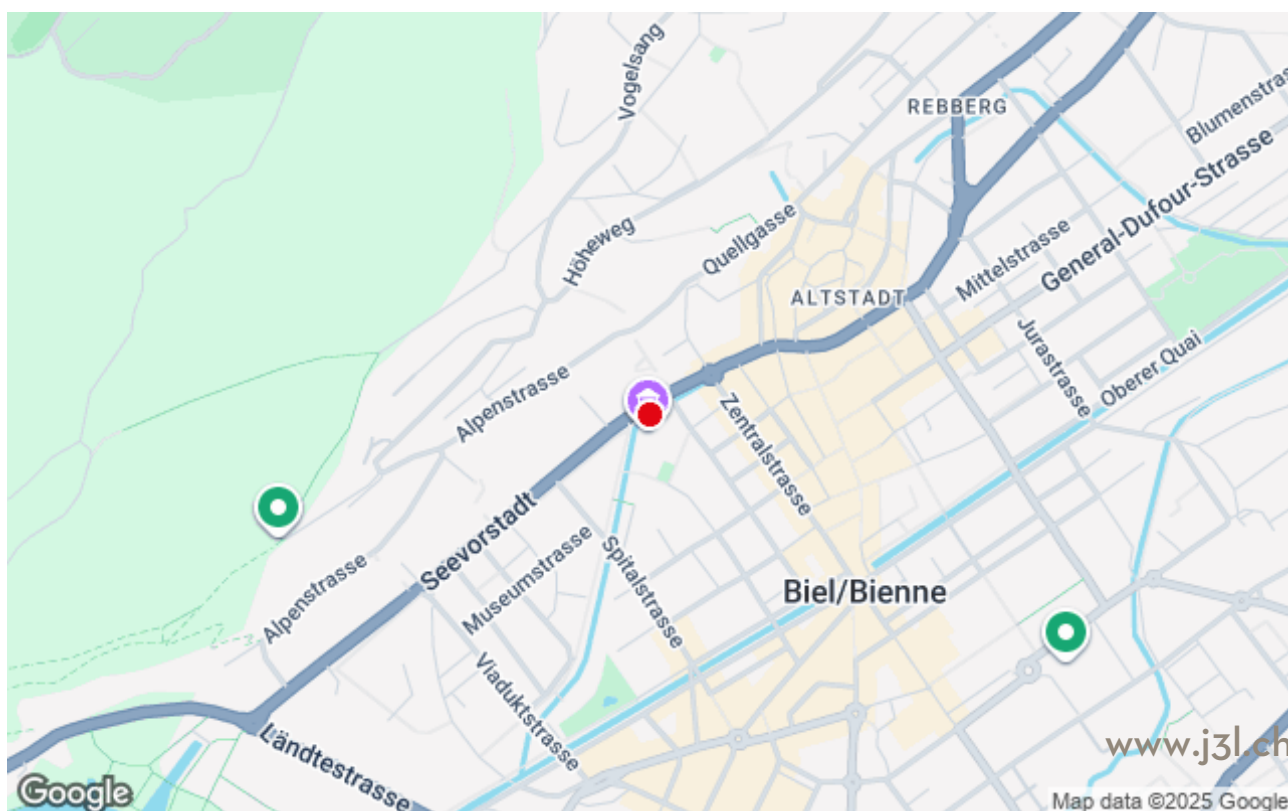 Vogelsang
REBBERG
Blumenstras
General-Dufour-Strasse
Höheweg
Quellgasse
Mittelstrasse
ALTSTADT
Jurastrasse
Oberer Quai
Alpenstrasse
Zentralstrasse
Seevorstadt
Museumstrasse
Spitalstrasse
Alpenstrasse
Biel/Bienne
Viaduktstrasse
Ländtestrasse
www.j3l.ch
Google
Map data ©2025 Google